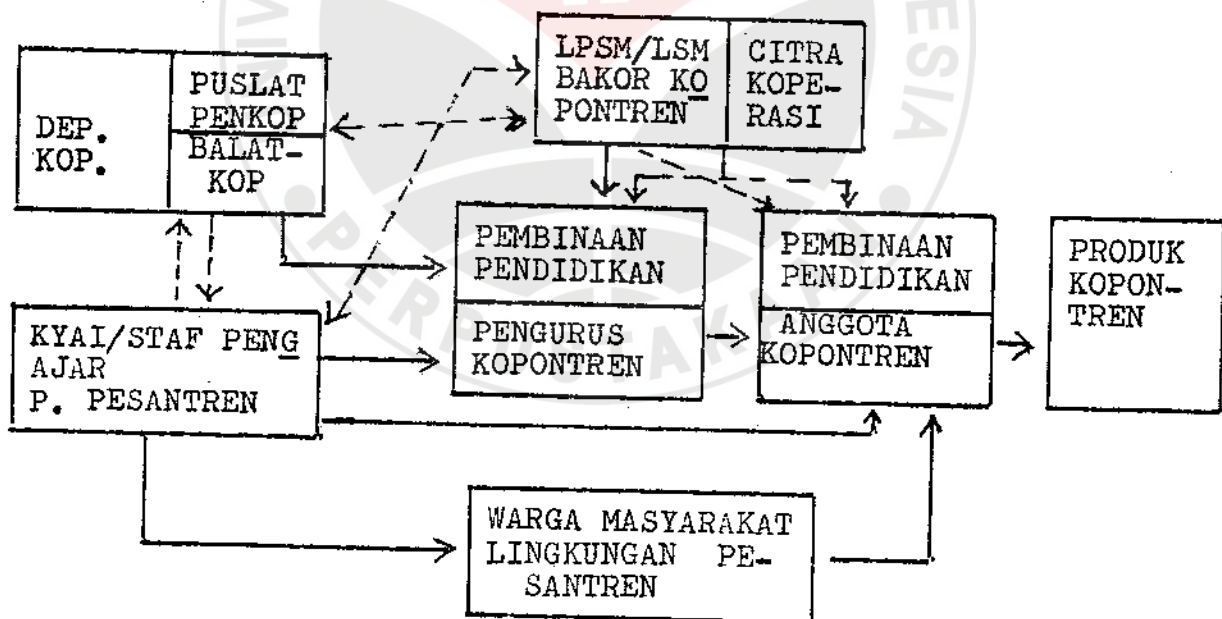 DEP.
KOP.
PUSLAT
PENKOP
BALAT-
KOP
LPSM/LSM
BAKOR KO
PONTREN
CITRA
KOPE-
RASI
PEMBINAAN
PENDIDIKAN
PENGURUS
KOPONTREN
PEMBINAAN
PENDIDIKAN
ANGGOTA
KOPONTREN
PRODUK
KOPON-
TREN
KYAI/STAF PENG
AJAR
P. PESANTREN
WARGA MASYARAKAT
LINGKUNGAN PE-
SANTREN